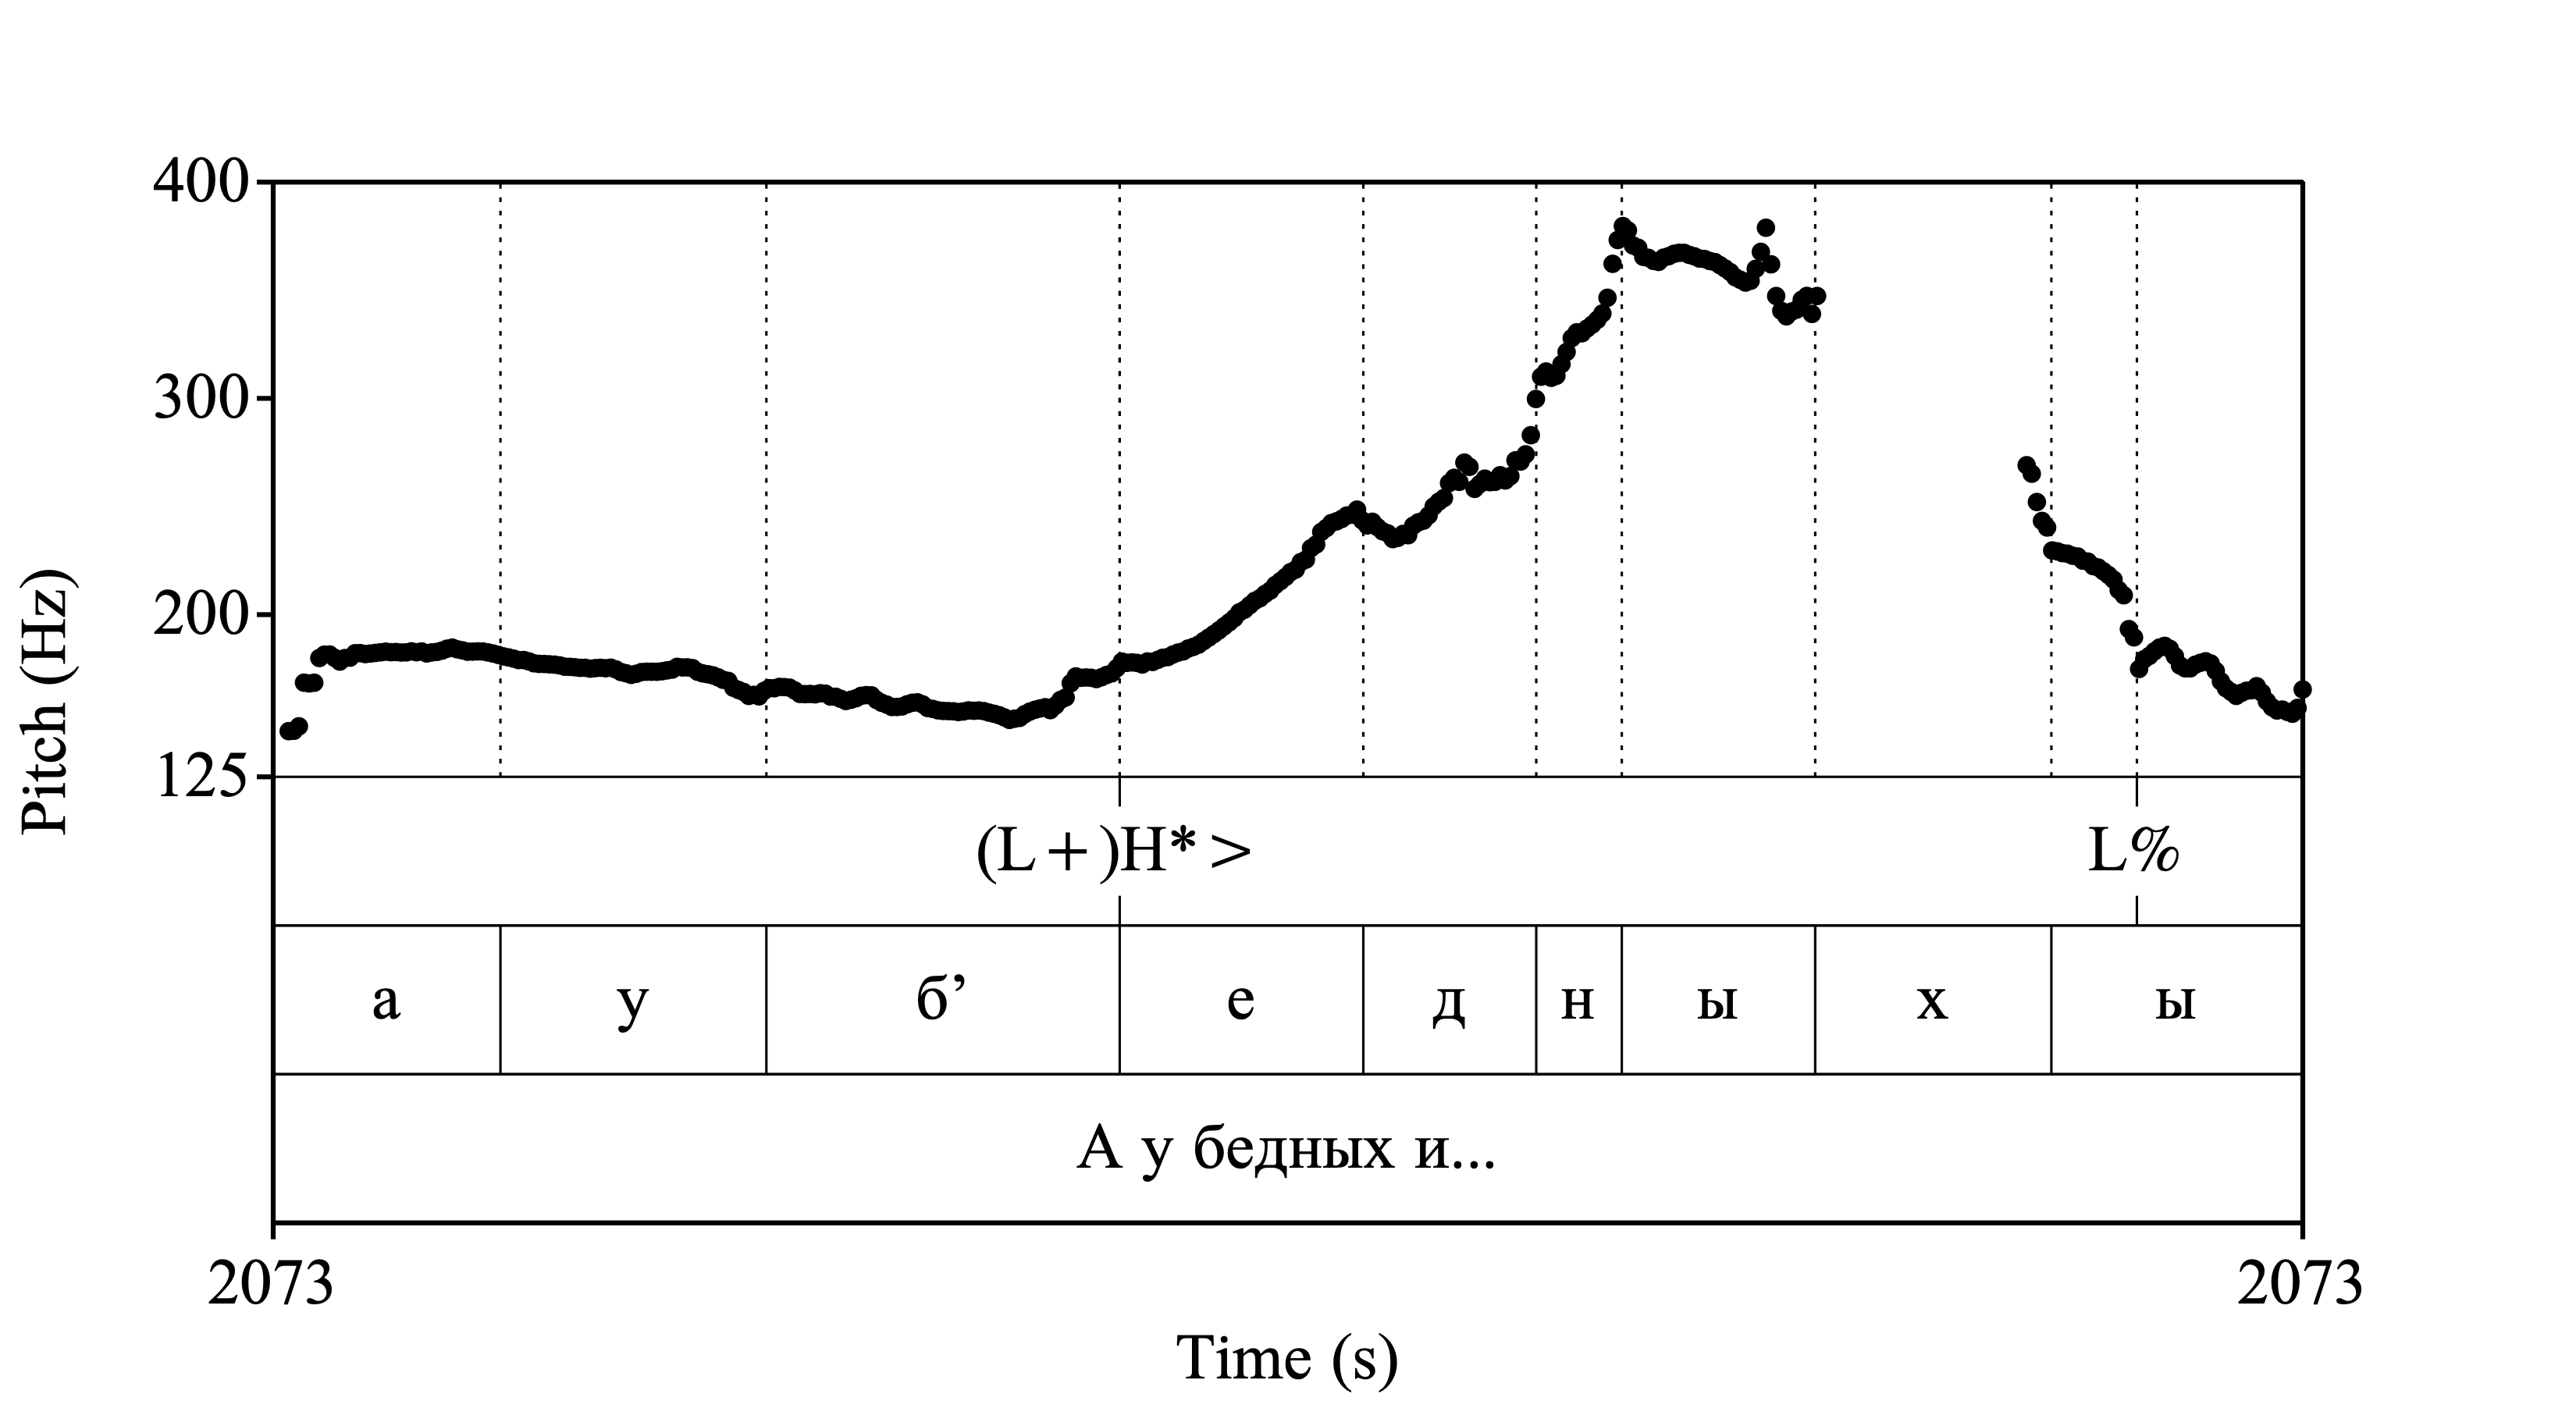 400
300
200
125
Pitch (Hz)
(L+)H*> L%
а у б’ е д н ы х ы
А у бедных и...
2073 2073
Time (s)